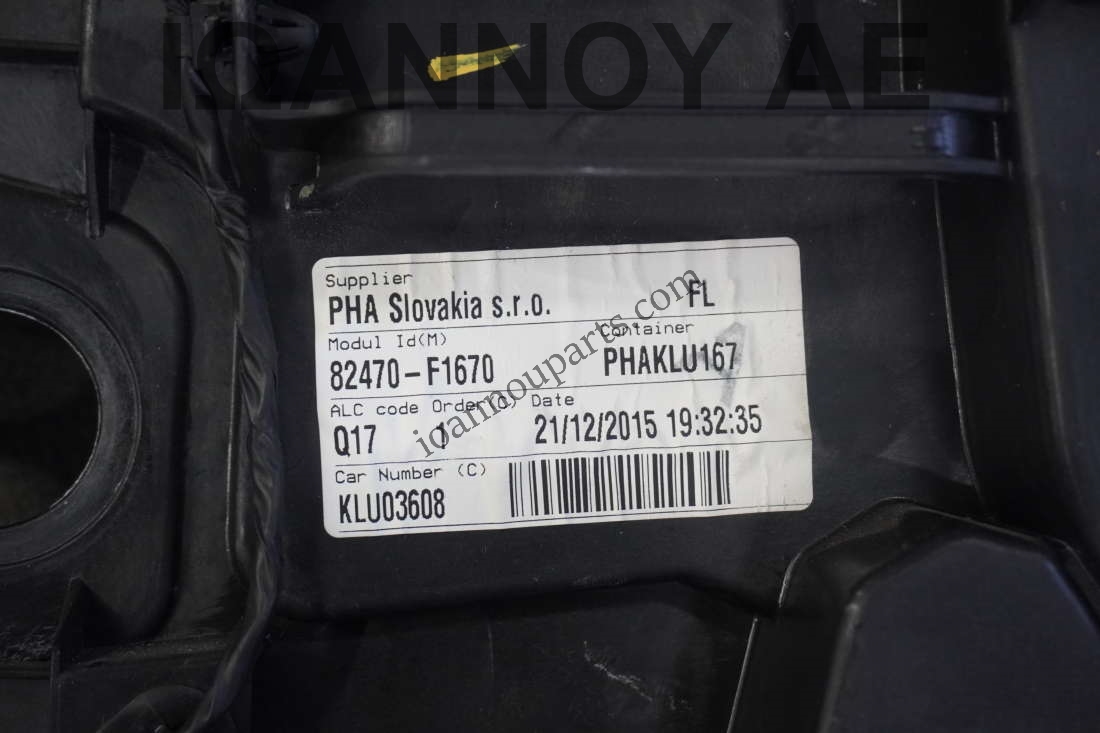 IOANNOY AE
Supplier
PHA Slovakia s.r.o. FL
Modul Id(M) Container
82470-F1670 PHAKLU167
ALC code Order( ) Date
Q17 1 21/12/2015 19:32:35
Car Number (C)
KLU03608
ioannouparts.com